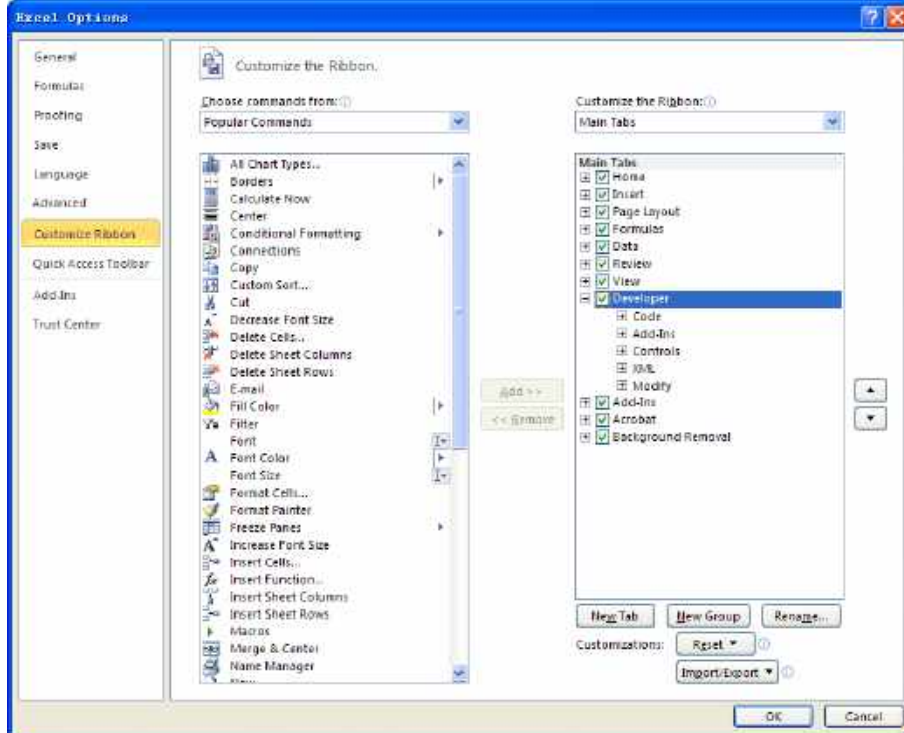 Excel Options
General
Formulas
Proofing
Save
Language
Advanced
Customize Ribbon
Quick Access Toolbar
Add-Ins
Trust Center
Customize the Ribbon.
Choose commands from:
Popular Commands
All Chart Types...
Borders
Calculate Now
Center
Conditional Formatting
Connections
Copy
Custom Sort...
Cut
Decrease Font Size
Delete Cells...
Delete Sheet Columns
Delete Sheet Rows
E-mail
Fill Color
Filter
Font
Font Color
Font Size
Format Cells...
Format Painter
Freeze Panes
Increase Font Size
Insert Cells...
Insert Function...
Insert Sheet Columns
Insert Sheet Rows
Macros
Merge & Center
Name Manager
Add >>
<< Remove
Customize the Ribbon:
Main Tabs
Main Tabs
Home
Insert
Page Layout
Formulas
Data
Review
View
Developer
Code
Add-Ins
Controls
XML
Modify
Add-Ins
Acrobat
Background Removal
New Tab
New Group
Rename...
Customizations:
Reset
Import/Export
OK
Cancel